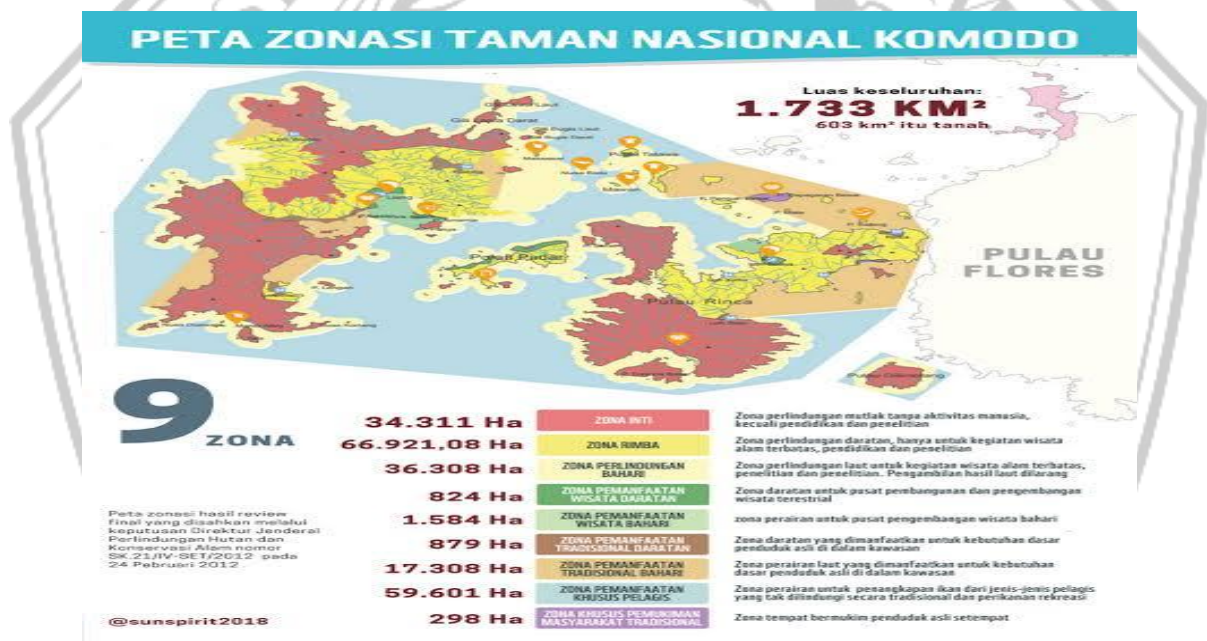 PETA ZONASI TAMAN NASIONAL KOMODO
Luas keseluruhan:
1.733 KM²
603 km² itu tanah
Gili Lawa Darat
Pulau Padar
Pulau Rinca
PULAU
FLORES
9
ZONA
34.311 Ha
ZONA INTI
Zona perlindungan mutlak tanpa aktivitas manusia,
kecuali pendidikan dan penelitian
66.921,08 Ha
ZONA RIMBA
Zona perlindungan daratan, hanya untuk kegiatan wisata
alam terbatas, pendidikan dan penelitian
36.308 Ha
ZONA PERLINDUNGAN
BAHARI
Zona perlindungan laut untuk kegiatan wisata alam terbatas,
penelitian dan penelitian. Pengambilan hasil laut dilarang
824 Ha
ZONA PEMANFAATAN
WISATA DARATAN
Zona daratan untuk pusat pembangunan dan pengembangan
wisata terestrial
1.584 Ha
ZONA PEMANFAATAN
WISATA BAHARI
zona perairan untuk pusat pengembangan wisata bahari
879 Ha
ZONA PEMANFAATAN
TRADISIONAL DARATAN
Zona daratan yang dimanfaatkan untuk kebutuhan dasar
penduduk asli di dalam kawasan
17.308 Ha
ZONA PEMANFAATAN
TRADISIONAL BAHARI
Zona perairan laut yang dimanfaatkan untuk kebutuhan
dasar penduduk asli di dalam kawasan
59.601 Ha
ZONA PEMANFAATAN
KHUSUS PELAGIS
Zona perairan untuk penangkapan ikan dari jenis-jenis pelagis
yang tak dilindungi secara tradisional dan perikanan rekreasi
298 Ha
ZONA KHUSUS PEMUKIMAN
MASYARAKAT TRADISIONAL
Zona tempat bermukim penduduk asli setempat
Peta zonasi hasil review
final yang disahkan melalui
keputusan Direktur Jenderal
Perlindungan Hutan dan
Konservasi Alam nomor
SK.21/IV-SET/2012 pada
24 Pebruari 2012
@sunspirit2018